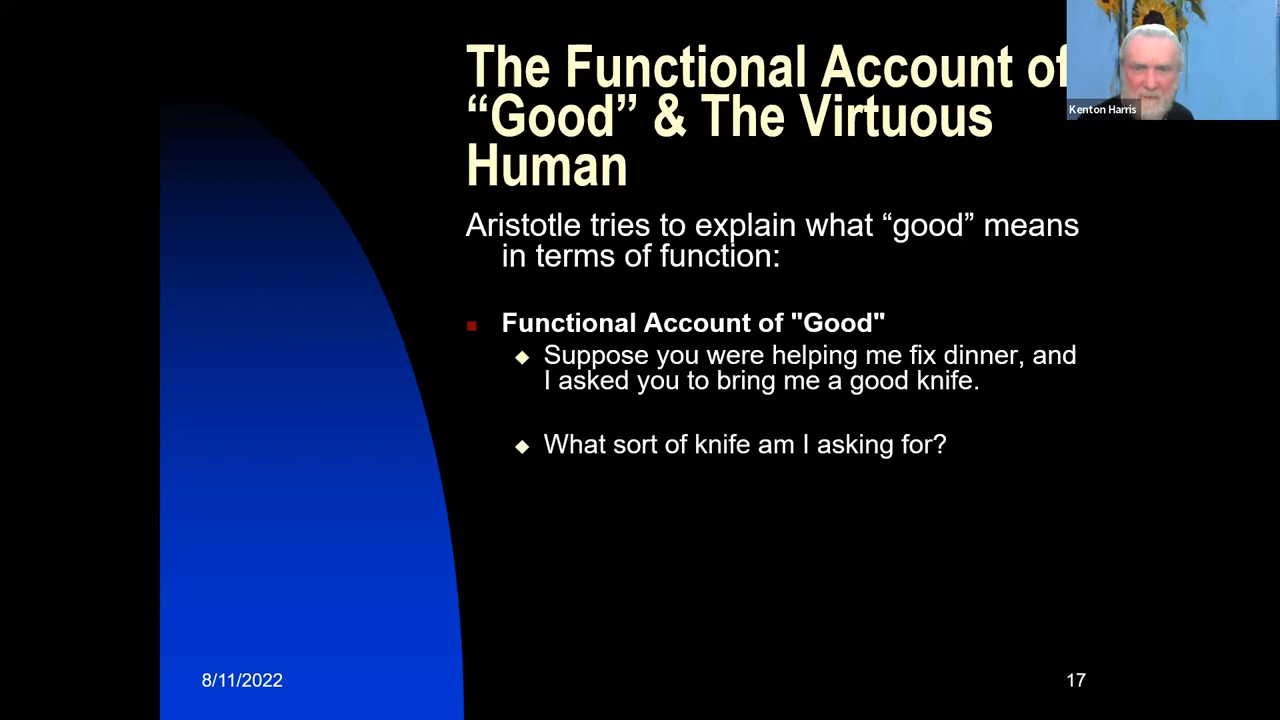 The Functional Account of
“Good” & The Virtuous
Human
Kenton Harris
Aristotle tries to explain what “good” means
in terms of function:
■ Functional Account of "Good"
◆ Suppose you were helping me fix dinner, and
I asked you to bring me a good knife.
◆ What sort of knife am I asking for?
8/11/2022
17